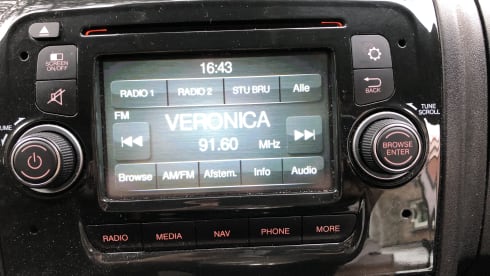 16:43
SCREEN
ON/OFF
RADIO 1 RADIO 2 STU BRU Alle
BACK
FM
VERONICA
91.60 MHz
TUNE
SCROLL
BROWSE
ENTER
Browse AM/FM Afstem. Info Audio
RADIO MEDIA NAV PHONE MORE